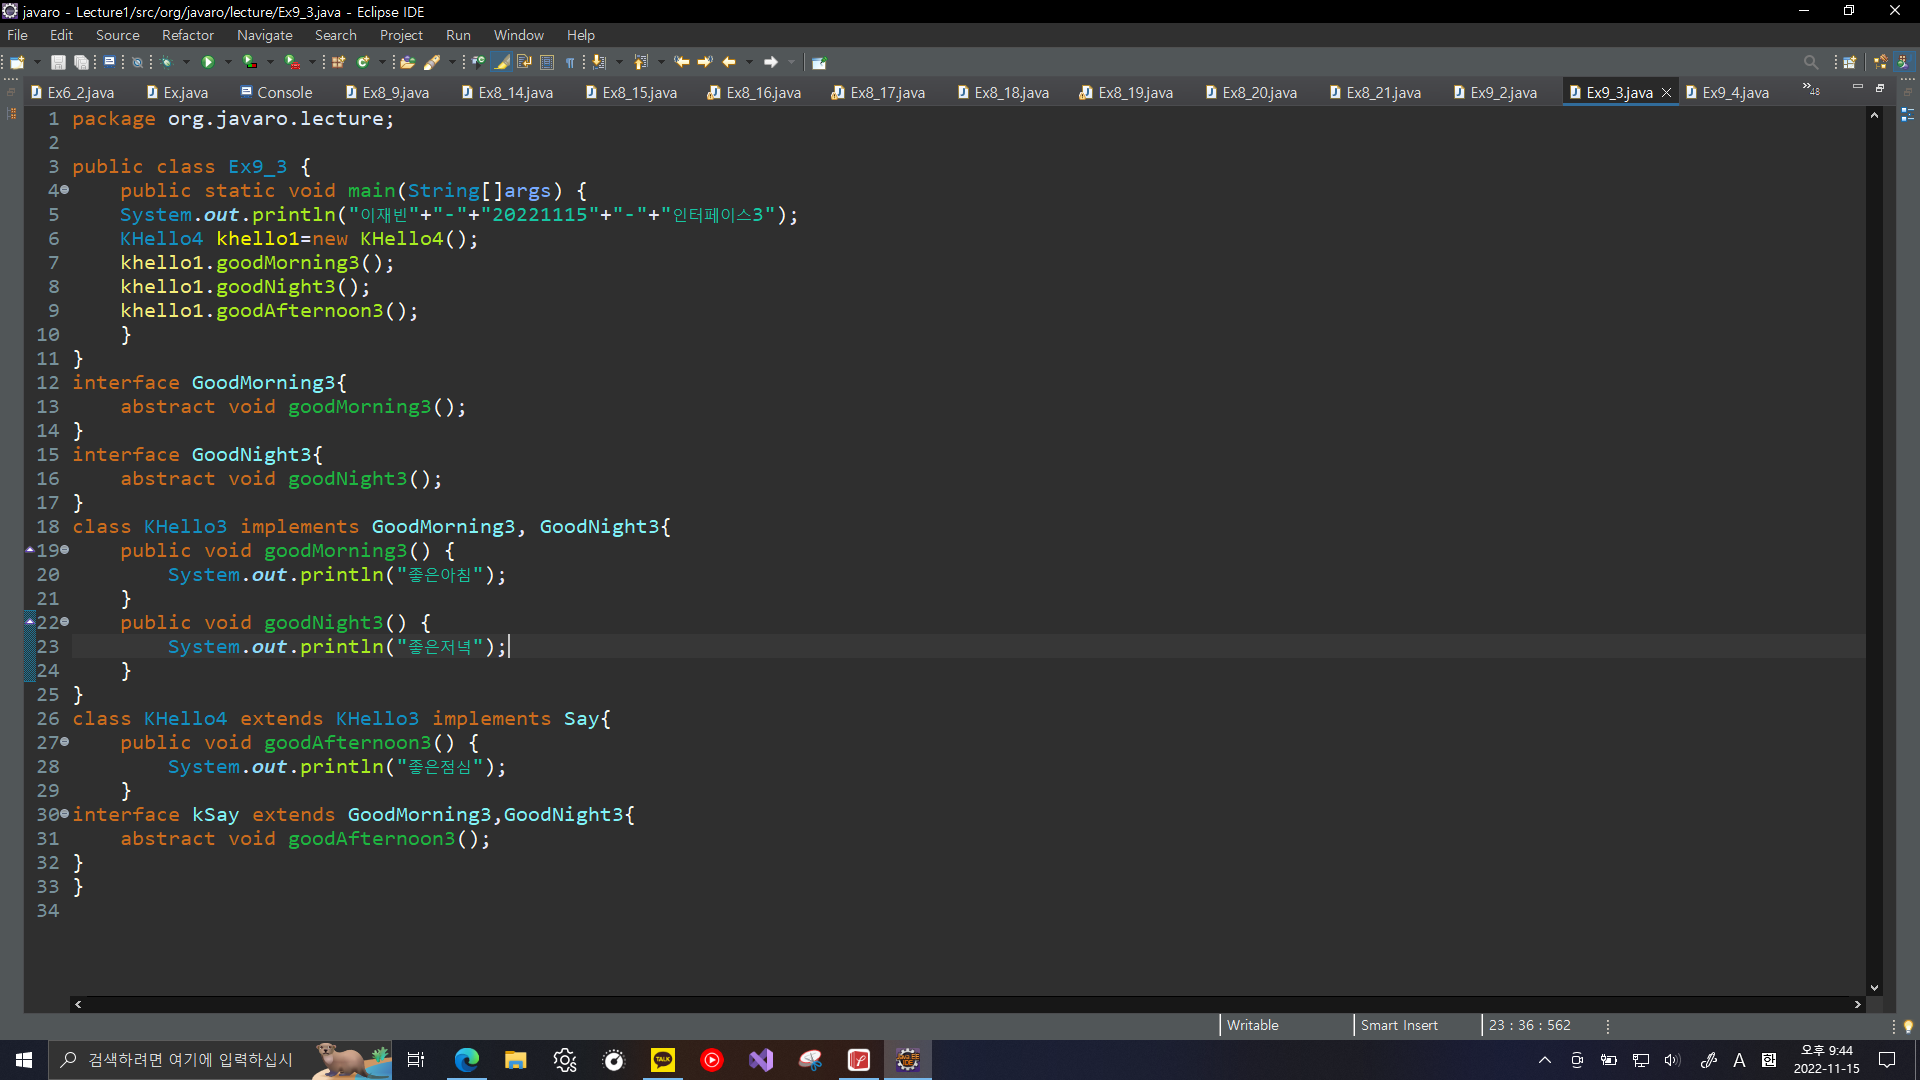 javaro - Lecture1/src/org/javaro/lecture/Ex9_3.java - Eclipse IDE
File Edit Source Refactor Navigate Search Project Run Window Help
Ex6_2.java Ex.java Console Ex8_9.java Ex8_14.java Ex8_15.java Ex8_16.java Ex8_17.java Ex8_18.java Ex8_19.java Ex8_20.java Ex8_21.java Ex9_2.java Ex9_3.java Ex9_4.java »48
1 package org.javaro.lecture;
2
3 public class Ex9_3 {
4 public static void main(String[]args) {
5 System.out.println("이재빈"+"-"+"20221115"+"-"+"인터페이스3");
6 KHello4 khello1=new KHello4();
7 khello1.goodMorning3();
8 khello1.goodNight3();
9 khello1.goodAfternoon3();
10 }
11 }
12 interface GoodMorning3{
13 abstract void goodMorning3();
14 }
15 interface GoodNight3{
16 abstract void goodNight3();
17 }
18 class KHello3 implements GoodMorning3, GoodNight3{
19 public void goodMorning3() {
20 System.out.println("좋은아침");
21 }
22 public void goodNight3() {
23 System.out.println("좋은저녁");
24 }
25 }
26 class KHello4 extends KHello3 implements Say{
27 public void goodAfternoon3() {
28 System.out.println("좋은점심");
29 }
30 interface kSay extends GoodMorning3,GoodNight3{
31 abstract void goodAfternoon3();
32 }
33 }
34
Writable Smart Insert 23 : 36 : 562
검색하려면 여기에 입력하십시
TALK
A
오후 9:44
2022-11-15